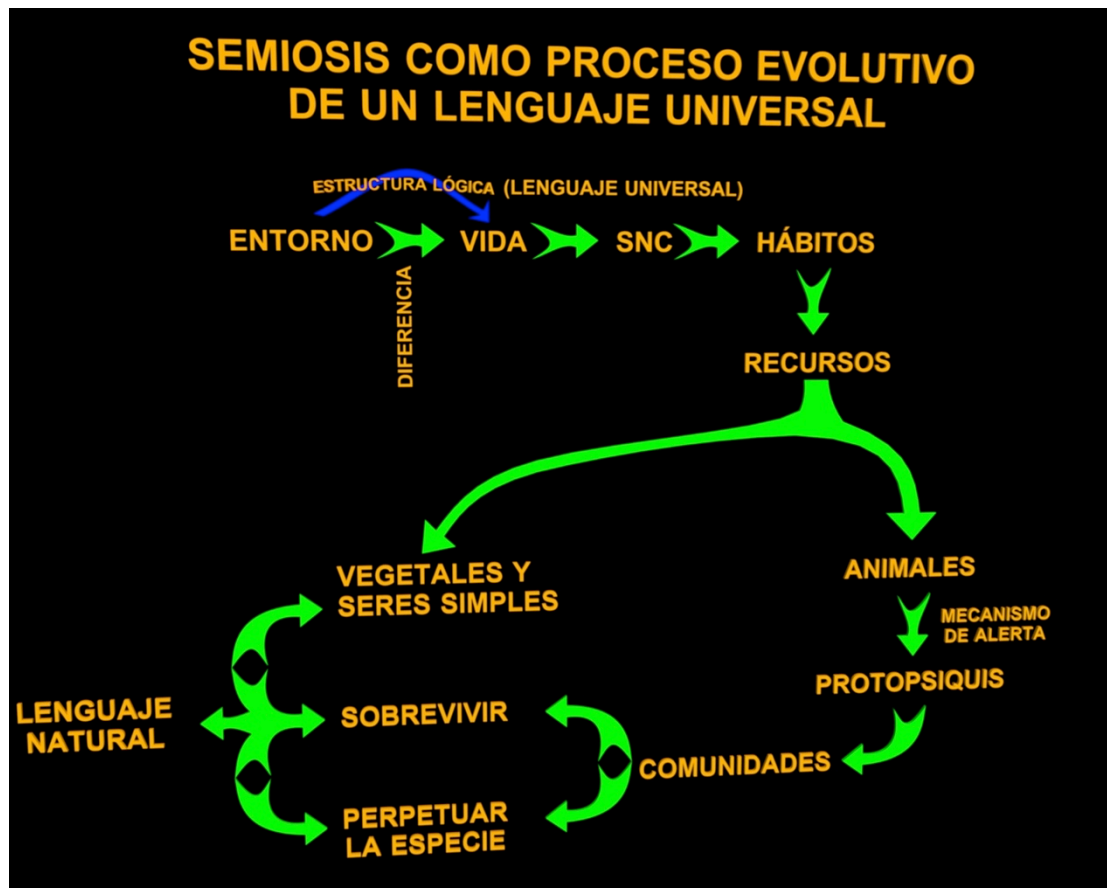 SEMIOSIS COMO PROCESO EVOLUTIVO
DE UN LENGUAJE UNIVERSAL
ESTRUCTURA LÓGICA (LENGUAJE UNIVERSAL)
ENTORNO
VIDA
SNC
HÁBITOS
DIFERENCIA
RECURSOS
VEGETALES Y
SERES SIMPLES
ANIMALES
MECANISMO
DE ALERTA
PROTOPSIQUIS
LENGUAJE
NATURAL
SOBREVIVIR
COMUNIDADES
PERPETUAR
LA ESPECIE